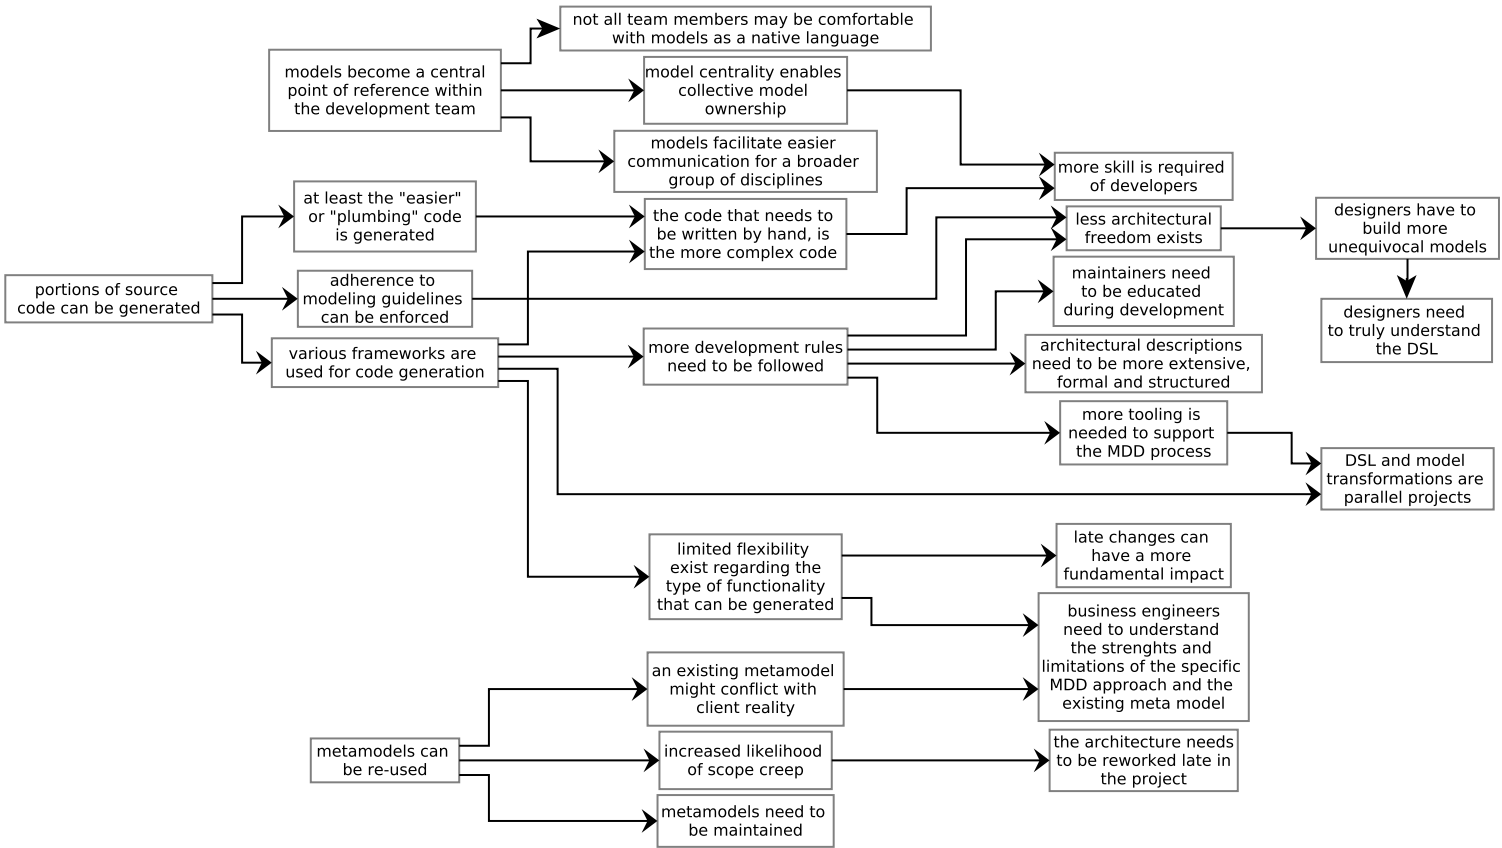 not all team members may be comfortable
with models as a native language
models become a central
point of reference within
the development team
model centrality enables
collective model
ownership
models facilitate easier
communication for a broader
group of disciplines
more skill is required
of developers
at least the "easier"
or "plumbing" code
is generated
the code that needs to
be written by hand, is
the more complex code
less architectural
freedom exists
designers have to
build more
unequivocal models
portions of source
code can be generated
adherence to
modeling guidelines
can be enforced
maintainers need
to be educated
during development
designers need
to truly understand
the DSL
various frameworks are
used for code generation
more development rules
need to be followed
architectural descriptions
need to be more extensive,
formal and structured
more tooling is
needed to support
the MDD process
DSL and model
transformations are
parallel projects
limited flexibility
exist regarding the
type of functionality
that can be generated
late changes can
have a more
fundamental impact
business engineers
need to understand
the strenghts and
limitations of the specific
MDD approach and the
existing meta model
an existing metamodel
might conflict with
client reality
metamodels can
be re-used
increased likelihood
of scope creep
the architecture needs
to be reworked late in
the project
metamodels need to
be maintained